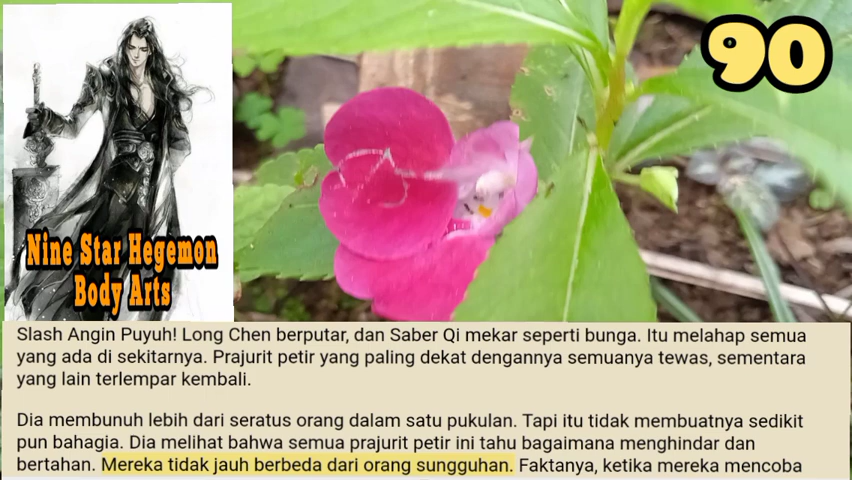 90
Nine Star Hegemon
Body Arts
Slash Angin Puyuh! Long Chen berputar, dan Saber Qi mekar seperti bunga. Itu melahap semua
yang ada di sekitarnya. Prajurit petir yang paling dekat dengannya semuanya tewas, sementara
yang lain terlempar kembali.
Dia membunuh lebih dari seratus orang dalam satu pukulan. Tapi itu tidak membuatnya sedikit
pun bahagia. Dia melihat bahwa semua prajurit petir ini tahu bagaimana menghindar dan
bertahan. Mereka tidak jauh berbeda dari orang sungguhan. Faktanya, ketika mereka mencoba